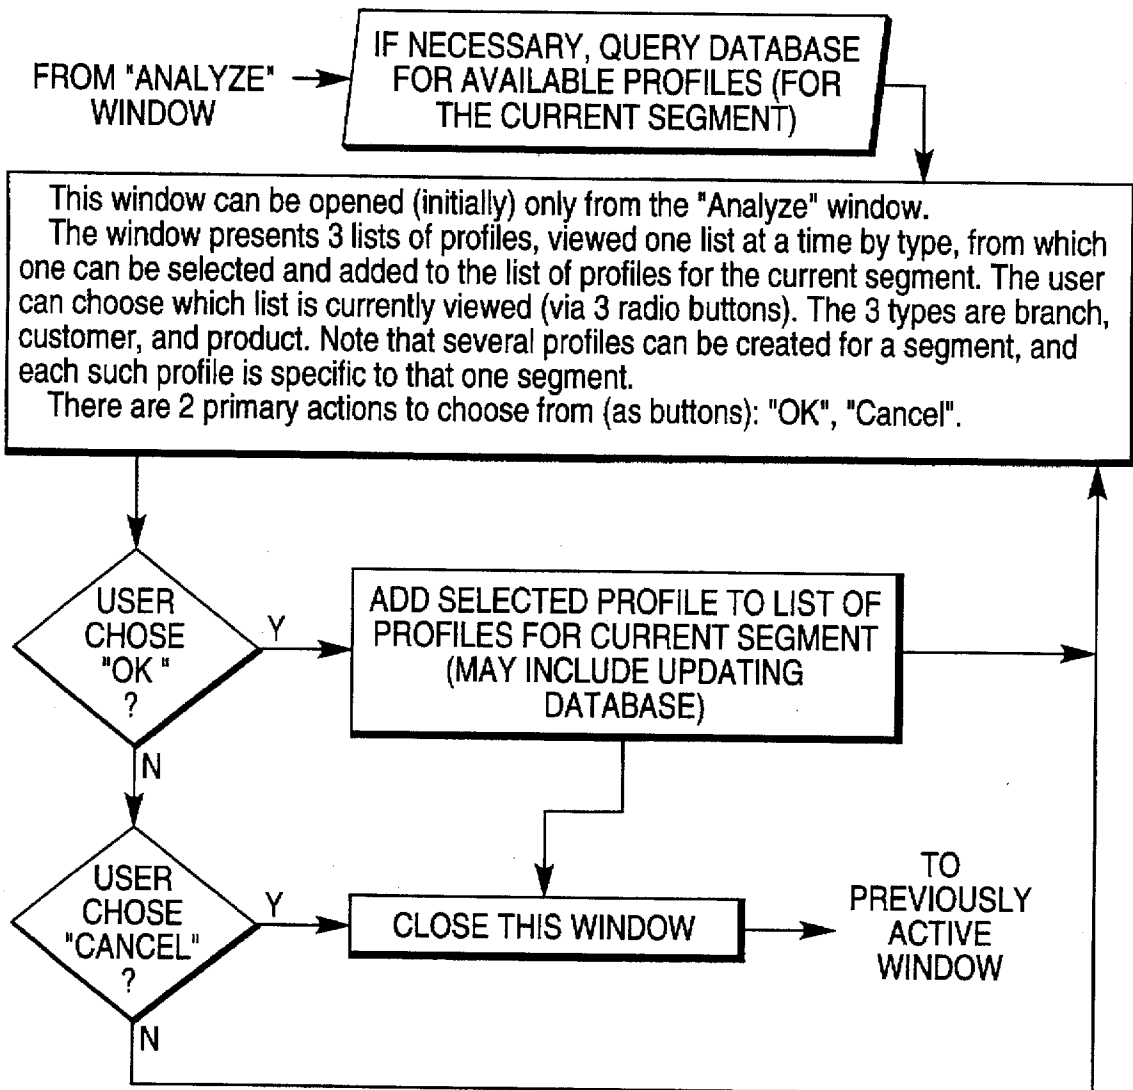 FROM "ANALYZE"
WINDOW
IF NECESSARY, QUERY DATABASE
FOR AVAILABLE PROFILES (FOR
THE CURRENT SEGMENT)
This window can be opened (initially) only from the "Analyze" window.
The window presents 3 lists of profiles, viewed one list at a time by type, from which
one can be selected and added to the list of profiles for the current segment. The user
can choose which list is currently viewed (via 3 radio buttons). The 3 types are branch,
customer, and product. Note that several profiles can be created for a segment, and
each such profile is specific to that one segment.
There are 2 primary actions to choose from (as buttons): "OK", "Cancel".
USER
CHOSE
"OK "
?
Y
ADD SELECTED PROFILE TO LIST OF
PROFILES FOR CURRENT SEGMENT
(MAY INCLUDE UPDATING
DATABASE)
N
USER
CHOSE
"CANCEL"
?
Y
CLOSE THIS WINDOW
TO
PREVIOUSLY
ACTIVE
WINDOW
N